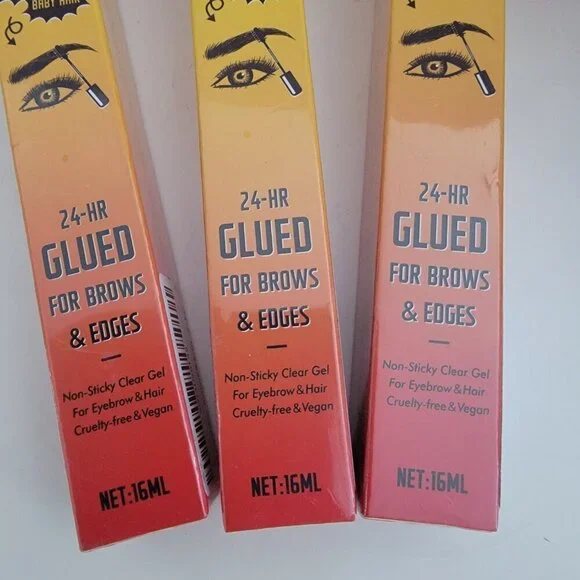 BABY HAIR
24-HR
GLUED
FOR BROWS
& EDGES
Non-Sticky Clear Gel
For Eyebrow & Hair
Cruelty-free & Vegan
NET:16ML
24-HR
GLUED
FOR BROWS
& EDGES
Non-Sticky Clear Gel
For Eyebrow & Hair
Cruelty-free & Vegan
NET:16ML
24-HR
GLUED
FOR BROWS
& EDGES
Non-Sticky Clear Gel
For Eyebrow & Hair
Cruelty-free & Vegan
NET:16ML